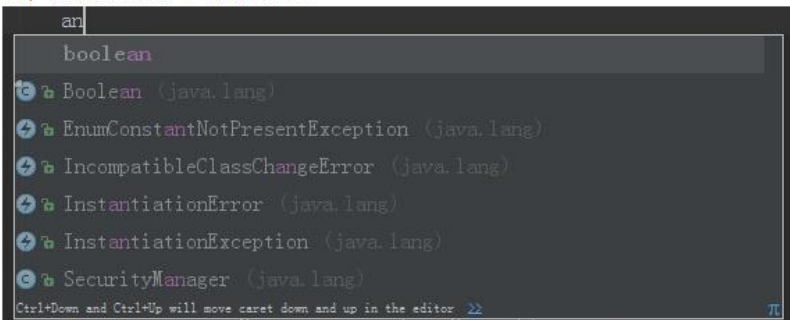 an
boolean
Boolean (java.lang)
EnumConstantNotPresentException (java.lang)
IncompatibleClassChangeError (java.lang)
InstantiationError (java.lang)
InstantiationException (java.lang)
SecurityManager (java.lang)
Ctrl+Down and Ctrl+Up will move caret down and up in the editor >> π